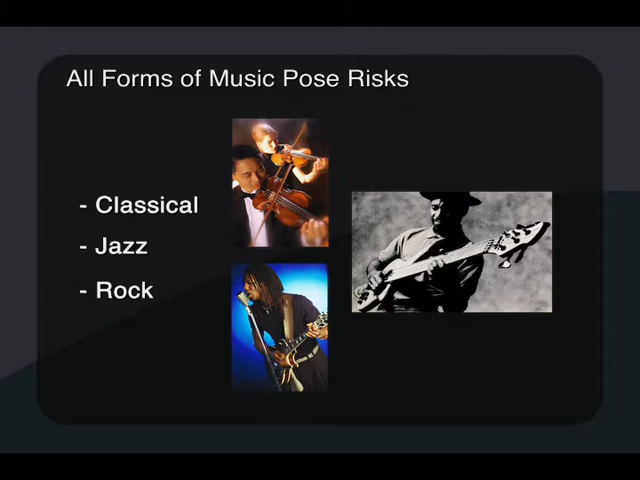 All Forms of Music Pose Risks
- Classical
- Jazz
- Rock